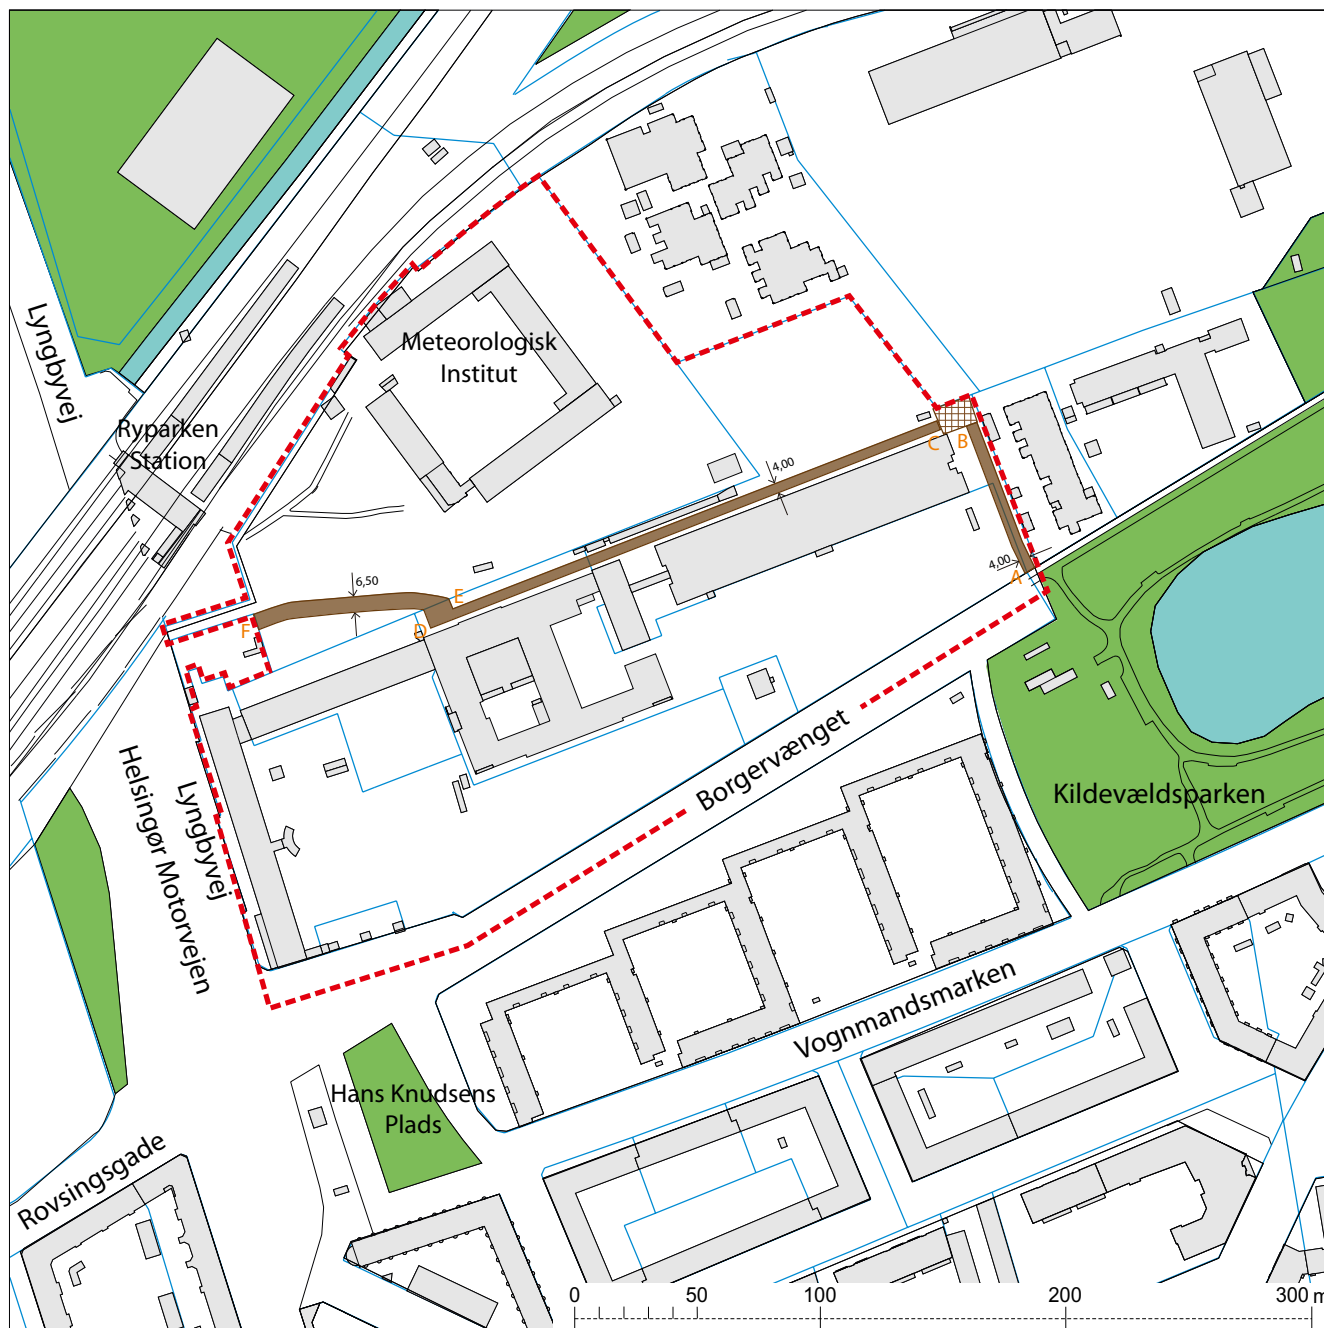 Lyngbyvej
Meteorologisk
Institut
Ryparken
Station
C
B
4,00
4,00
A
6,50
E
F
D
Borgervænget
Kildevældsparken
Lyngbyvej
Helsingør Motorvejen
Vognmandsmarken
Hans Knudsens
Plads
Rovsingsgade
0 50 100 200 300 m